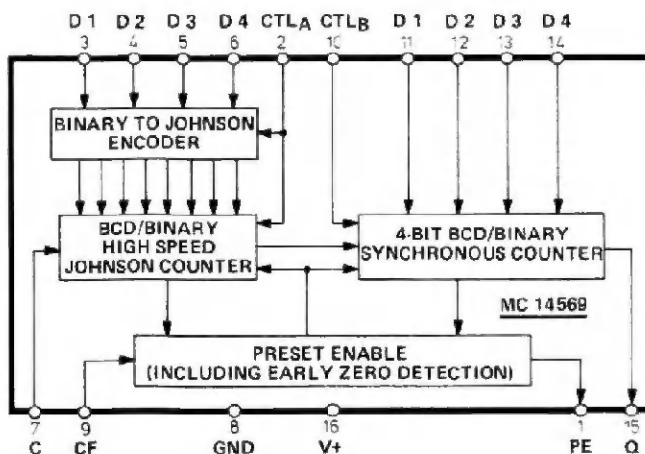 D1 D2 D3 D4 CTLA CTLB D1 D2 D3 D4
3 4 5 6 2 10 11 12 13 14
BINARY TO JOHNSON
ENCODER
BCD/BINARY
HIGH SPEED
JOHNSON COUNTER
4-BIT BCD/BINARY
SYNCHRONOUS COUNTER
MC 14569
PRESET ENABLE
(INCLUDING EARLY ZERO DETECTION)
7 9 8 16 1 15
C CF GND V+ PE Q